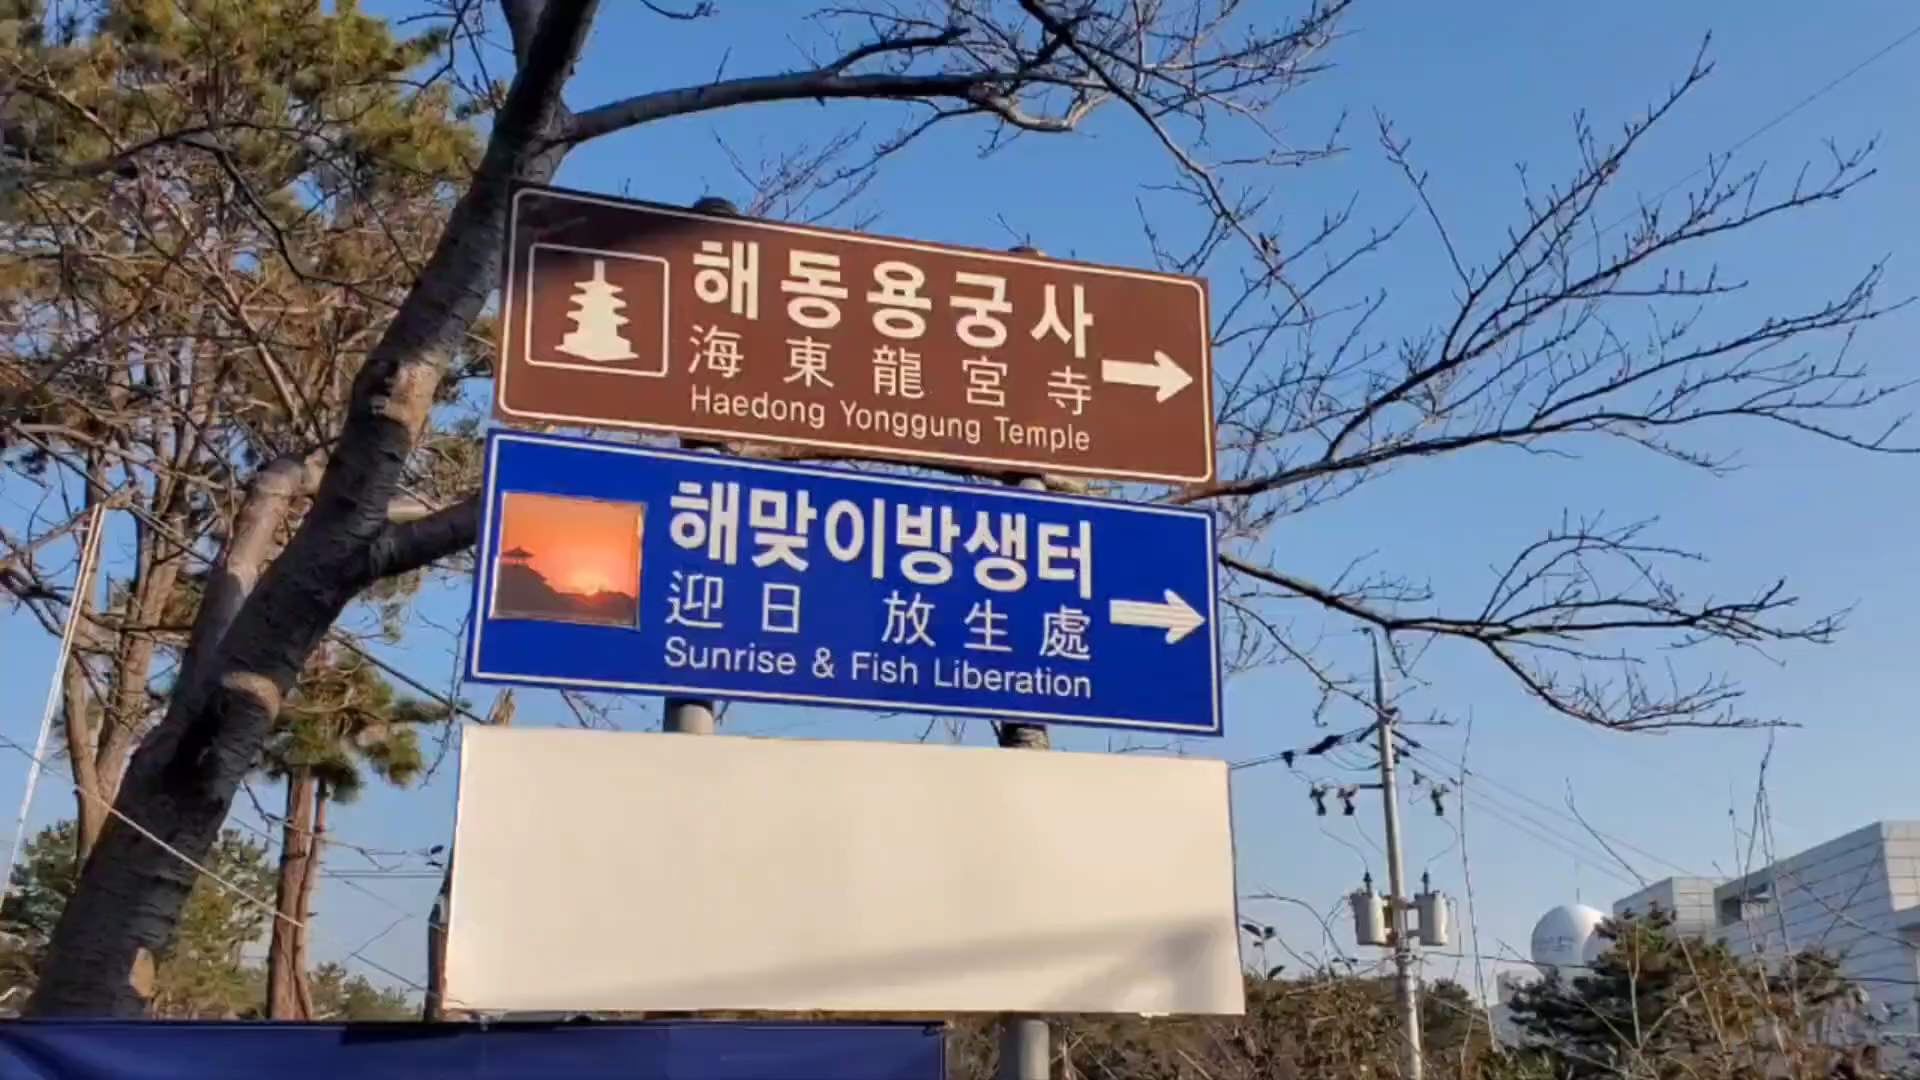 해동용궁사
海東龍宮寺
Haedong Yonggung Temple
해맞이방생터
迎日 放生處
Sunrise & Fish Liberation